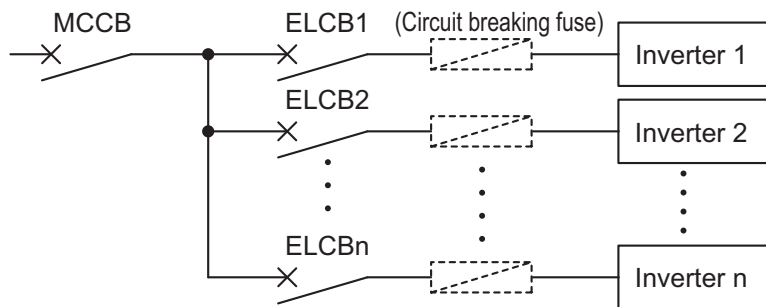 MCCB
ELCB1
(Circuit breaking fuse)
Inverter 1
ELCB2
Inverter 2
ELCBn
Inverter n